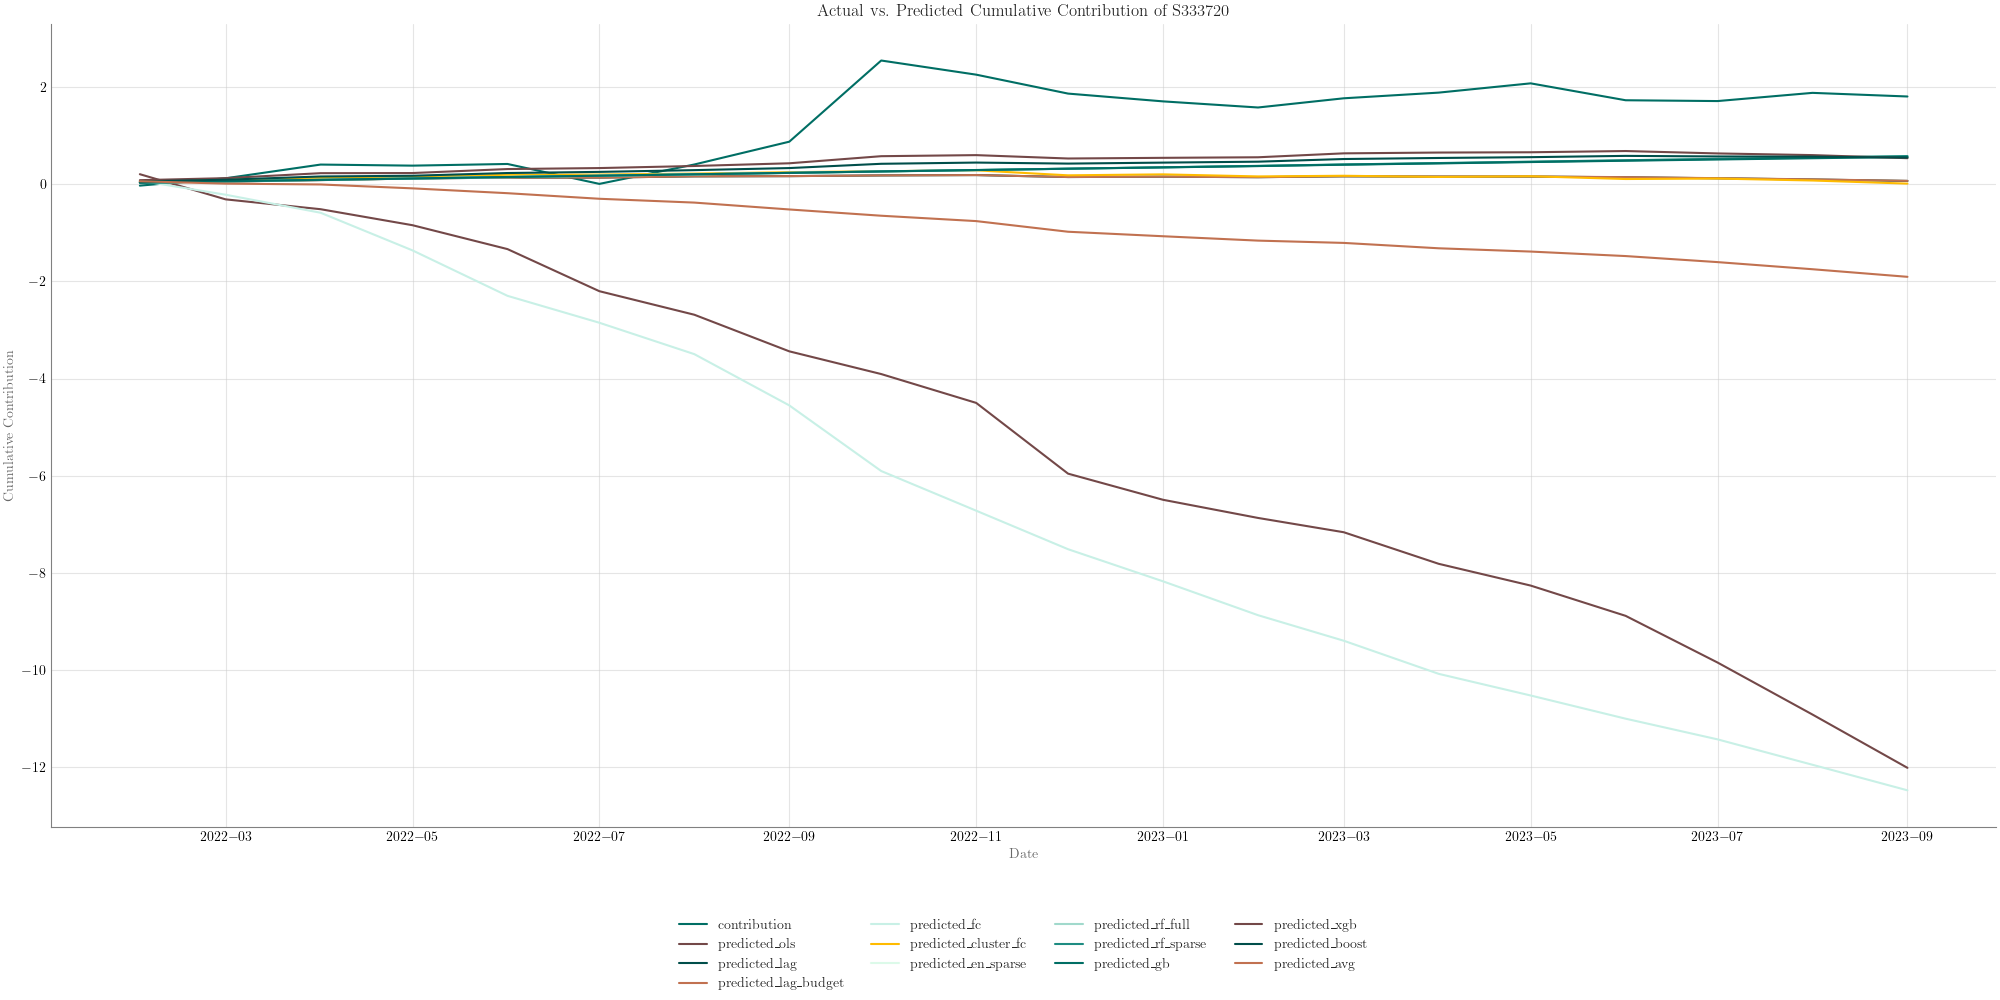 Actual vs. Predicted Cumulative Contribution of S333720
2
0
−2
−4
−6
−8
−10
−12
Cumulative Contribution
2022−03 2022−05 2022−07 2022−09 2022−11 2023−01 2023−03 2023−05 2023−07 2023−09
Date
contribution predicted_fc predicted_rf_full predicted_xgb
predicted_ols predicted_cluster_fc predicted_rf_sparse predicted_boost
predicted_lag predicted_en_sparse predicted_gb predicted_avg
predicted_lag_budget